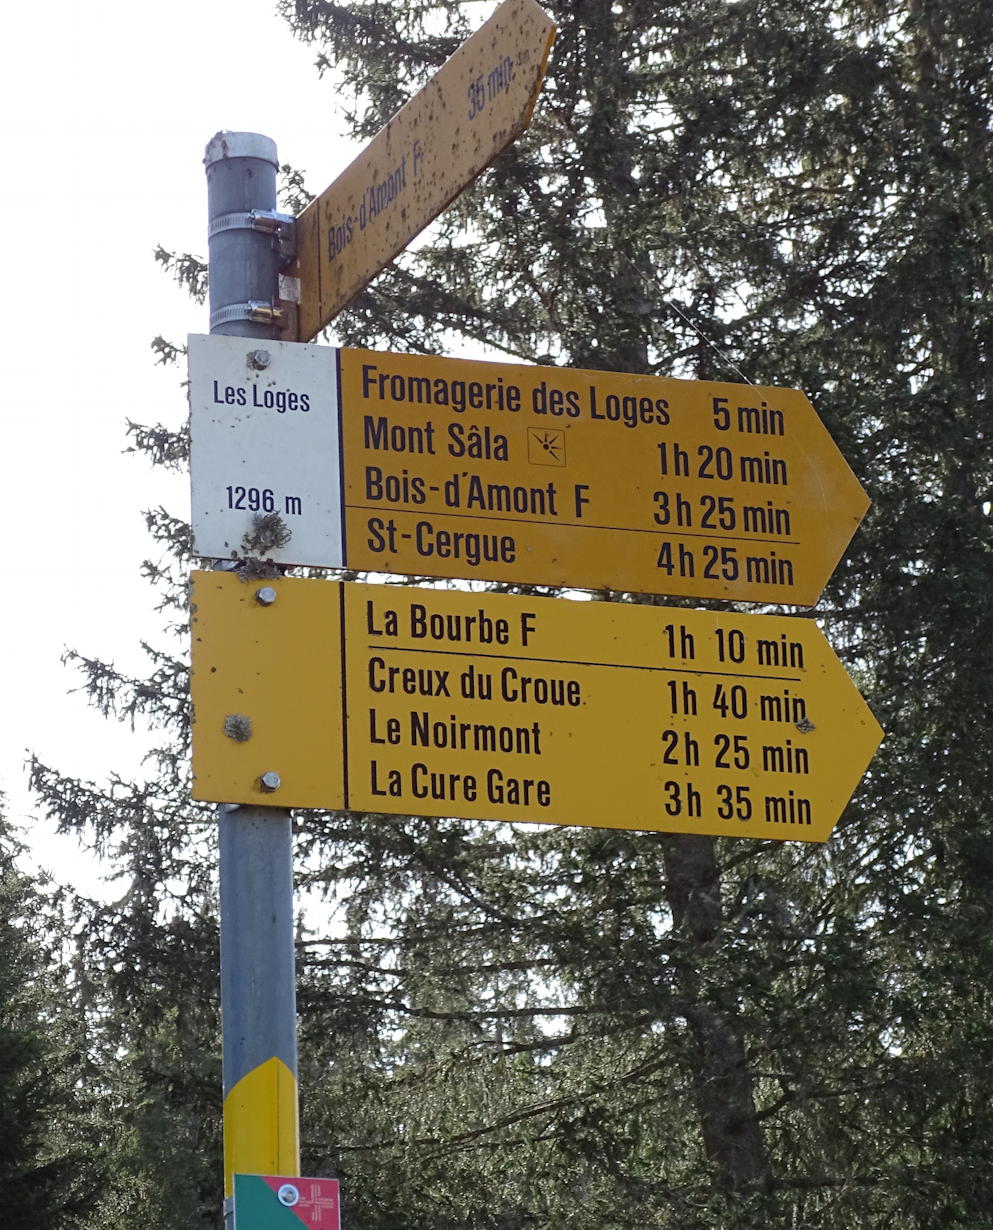 Bois-d'Amont F 35 min
Les Loges
1296 m
Fromagerie des Loges 5 min
Mont Sâla 1h 20 min
Bois-d'Amont F 3h 25 min
St-Cergue 4h 25 min
La Bourbe F 1h 10 min
Creux du Croue 1h 40 min
Le Noirmont 2h 25 min
La Cure Gare 3h 35 min